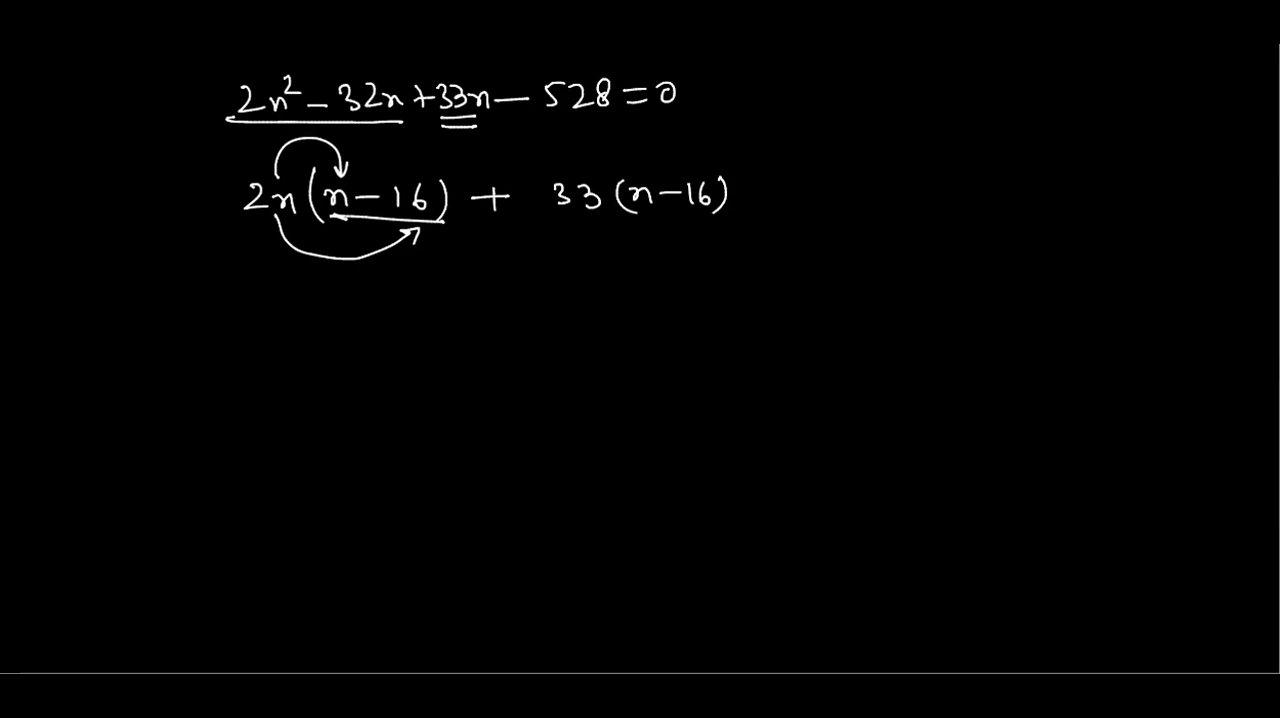 2n² - 32n + 33n - 528 = 0
2n(n - 16) + 33(n - 16)